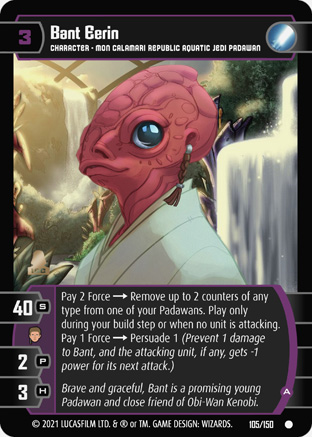 3 Bant Eerin
CHARACTER - MON CALAMARI REPUBLIC AQUATIC JEDI PADAWAN
Pay 2 Force → Remove up to 2 counters of any
40 S type from one of your Padawans. Play only
during your build step or when no unit is attacking.
Pay 1 Force → Persuade 1 (Prevent 1 damage
2 P to Bant, and the attacking unit, if any, gets -1
power for its next attack.)
3 H Brave and graceful, Bant is a promising young
Padawan and close friend of Obi-Wan Kenobi. A
© 2021 LUCASFILM LTD. & ® or TM. GAME DESIGN: WIZARDS. 105/150